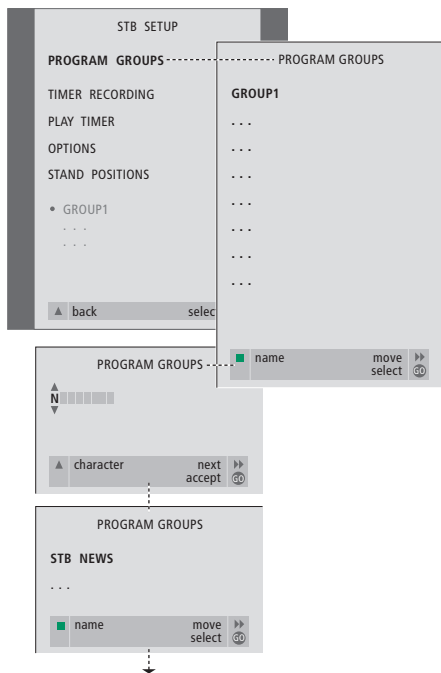 STB SETUP
PROGRAM GROUPS
TIMER RECORDING
PLAY TIMER
OPTIONS
STAND POSITIONS
• GROUP1
. . .
. . .
▲ back selec
PROGRAM GROUPS
GROUP1
. . .
. . .
. . .
. . .
. . .
. . .
. . .
name move
select GO
PROGRAM GROUPS
N
▲ character next
accept GO
PROGRAM GROUPS
STB NEWS
. . .
name move
select GO